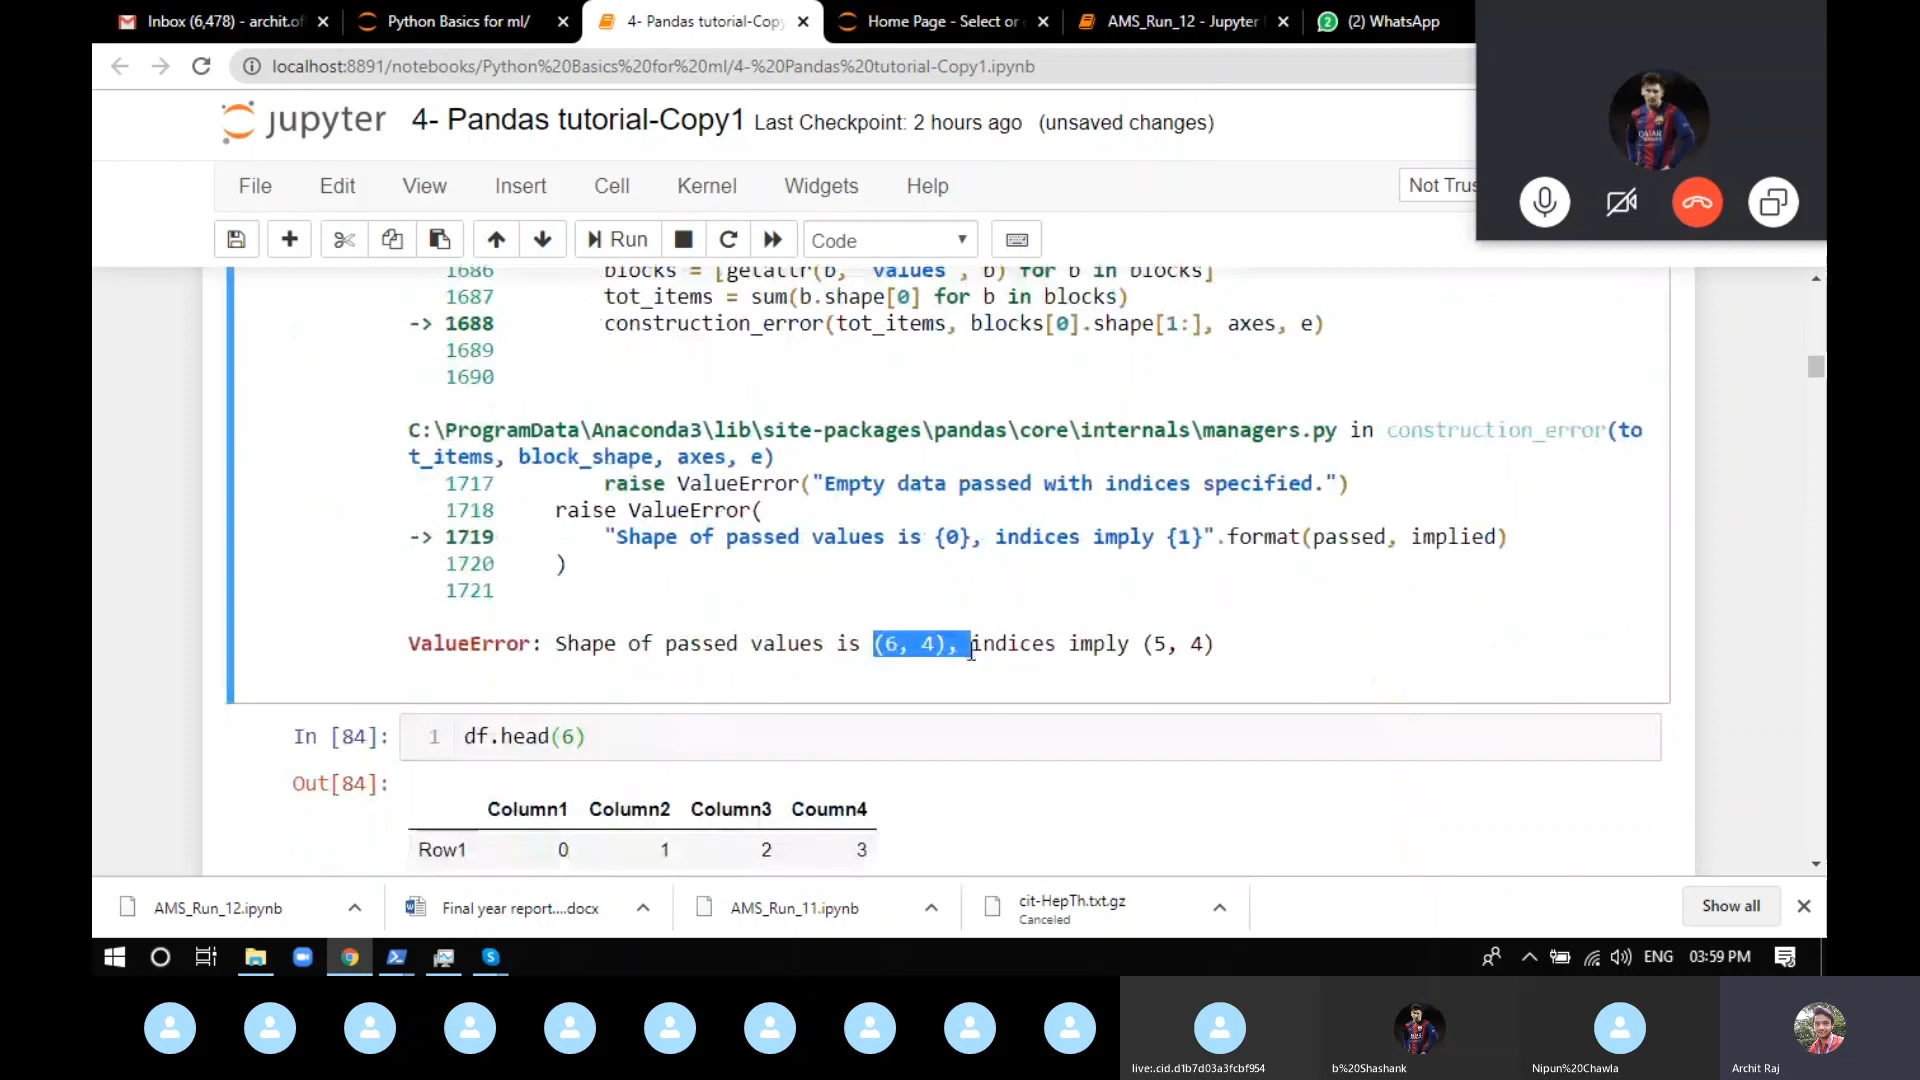 Inbox (6,478) - archit.of
Python Basics for ml/
4- Pandas tutorial-Copy
Home Page - Select or
AMS_Run_12 - Jupyter
(2) WhatsApp
localhost:8891/notebooks/Python%20Basics%20for%20ml/4-%20Pandas%20tutorial-Copy1.ipynb
jupyter 4- Pandas tutorial-Copy1 Last Checkpoint: 2 hours ago (unsaved changes)
File Edit View Insert Cell Kernel Widgets Help Not Trus
Run Code
1686 blocks = [getattr(b, "values", b) for b in blocks]
1687 tot_items = sum(b.shape[0] for b in blocks)
-> 1688 construction_error(tot_items, blocks[0].shape[1:], axes, e)
1689
1690
C:\ProgramData\Anaconda3\lib\site-packages\pandas\core\internals\managers.py in construction_error(to
t_items, block_shape, axes, e)
1717 raise ValueError("Empty data passed with indices specified.")
1718 raise ValueError(
-> 1719 "Shape of passed values is {0}, indices imply {1}".format(passed, implied)
1720 )
1721
ValueError: Shape of passed values is (6, 4), indices imply (5, 4)
In [84]: 1 df.head(6)
Out[84]:
Column1 Column2 Column3 Coumn4
Row1 0 1 2 3
AMS_Run_12.ipynb
Final year report....docx
AMS_Run_11.ipynb
cit-HepTh.txt.gz
Canceled
Show all
ENG 03:59 PM
live:.cid.d1b7d03a3fcbf954
b%20Shashank
Nipun%20Chawla
Archit Raj